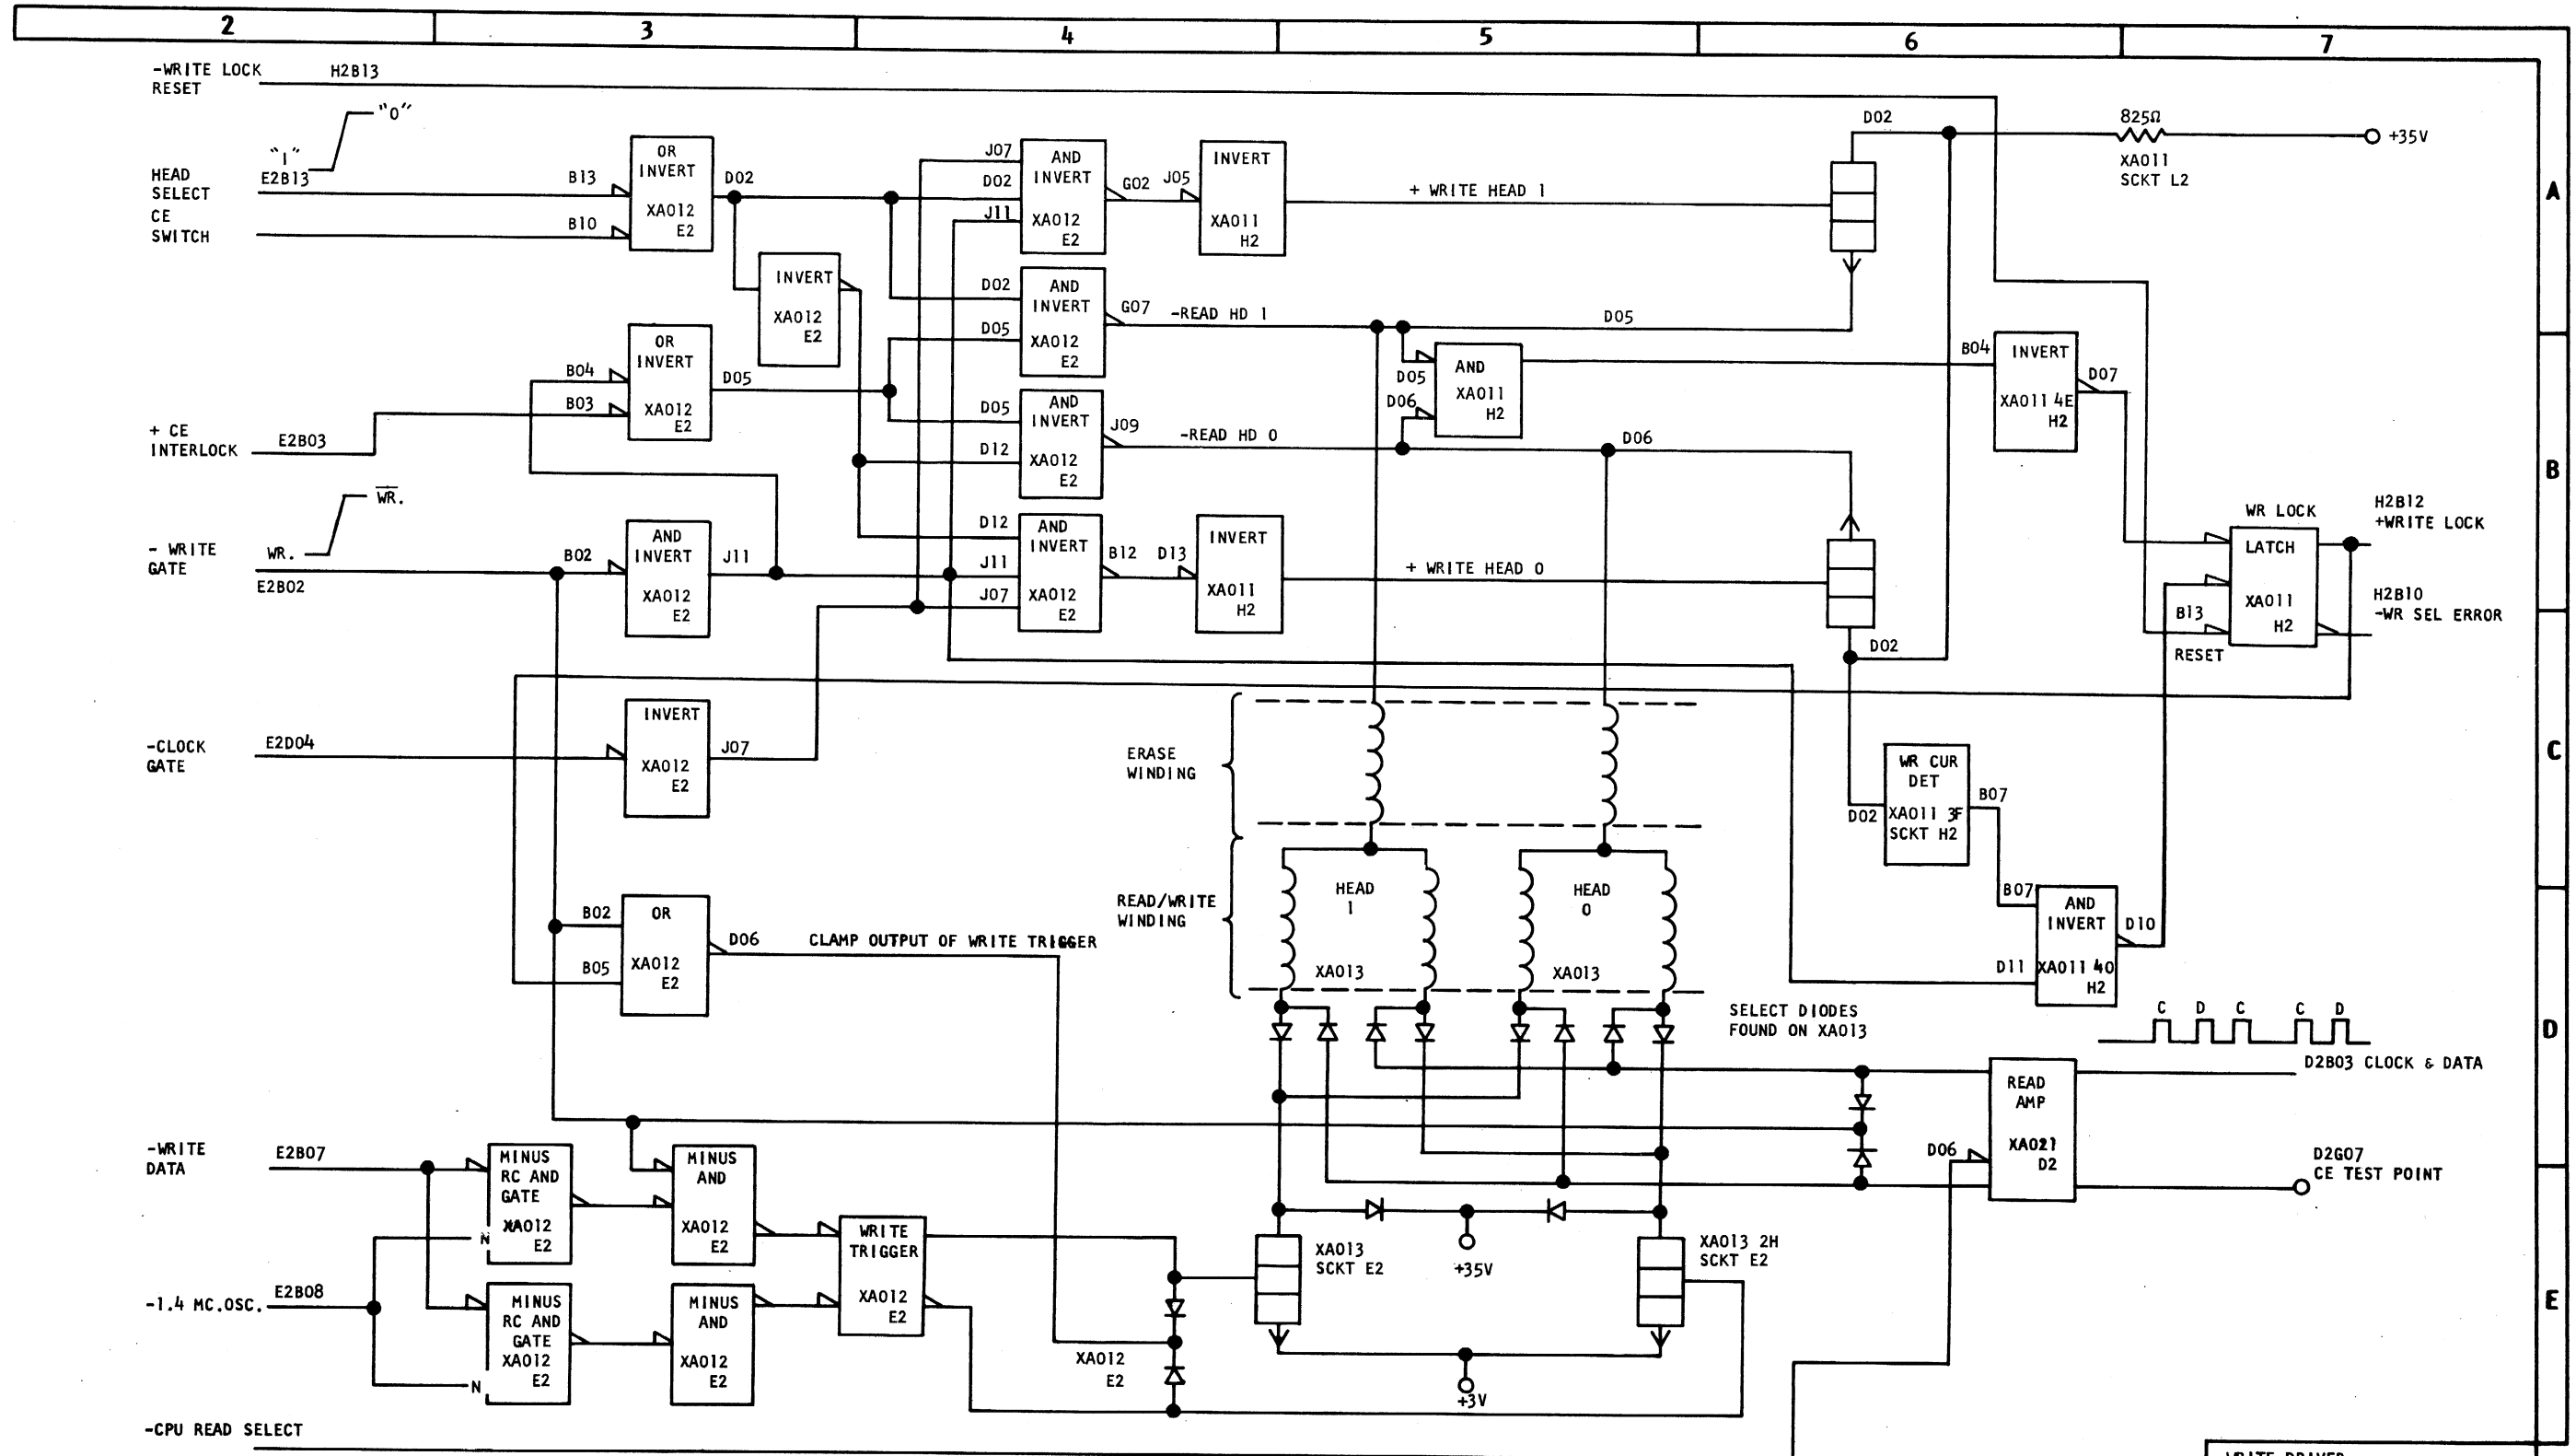 2 3 4 5 6 7
-WRITE LOCK
RESET
H2B13
"0"
"1"
HEAD
SELECT
E2B13
CE
SWITCH
B13
B10
OR
INVERT
XA012
E2
D02
INVERT
XA012
E2
J07
D02
J11
AND
INVERT
XA012
E2
G02
J05
INVERT
XA011
H2
+ WRITE HEAD 1
D02
825Ω
XA011
SCKT L2
+35V
A
D02
D05
AND
INVERT
XA012
E2
G07
-READ HD 1
D05
B04
B03
OR
INVERT
XA012
E2
D05
+ CE
INTERLOCK
E2B03
D05
D12
AND
INVERT
XA012
E2
J09
-READ HD 0
D05
D06
AND
XA011
H2
D06
B04
INVERT
XA011 4E
H2
D07
B
WR.
WR.
- WRITE
GATE
E2B02
B02
AND
INVERT
XA012
E2
J11
D12
J11
J07
AND
INVERT
XA012
E2
B12
D13
INVERT
XA011
H2
+ WRITE HEAD 0
D02
WR LOCK
LATCH
XA011
H2
B13
RESET
H2B12
+WRITE LOCK
H2B10
-WR SEL ERROR
-CLOCK
GATE
E2D04
INVERT
XA012
E2
J07
ERASE
WINDING
D02
WR CUR
DET
XA011 3F
SCKT H2
B07
C
READ/WRITE
WINDING
HEAD
1
XA013
HEAD
0
XA013
B07
D11
AND
INVERT
XA011 40
H2
D10
B02
B05
OR
XA012
E2
D06
CLAMP OUTPUT OF WRITE TRIGGER
SELECT DIODES
FOUND ON XA013
C D C C D
D2B03 CLOCK & DATA
D
READ
AMP
XA021
D2
D06
D2G07
CE TEST POINT
-WRITE
DATA
E2B07
MINUS
RC AND
GATE
XA012
E2
N
MINUS
AND
XA012
E2
WRITE
TRIGGER
XA012
E2
XA013
SCKT E2
+35V
XA013 2H
SCKT E2
-1.4 MC.OSC.
E2B08
MINUS
RC AND
GATE
XA012
E2
N
MINUS
AND
XA012
E2
XA012
E2
+3V
E
-CPU READ SELECT
WRITE DRIVER